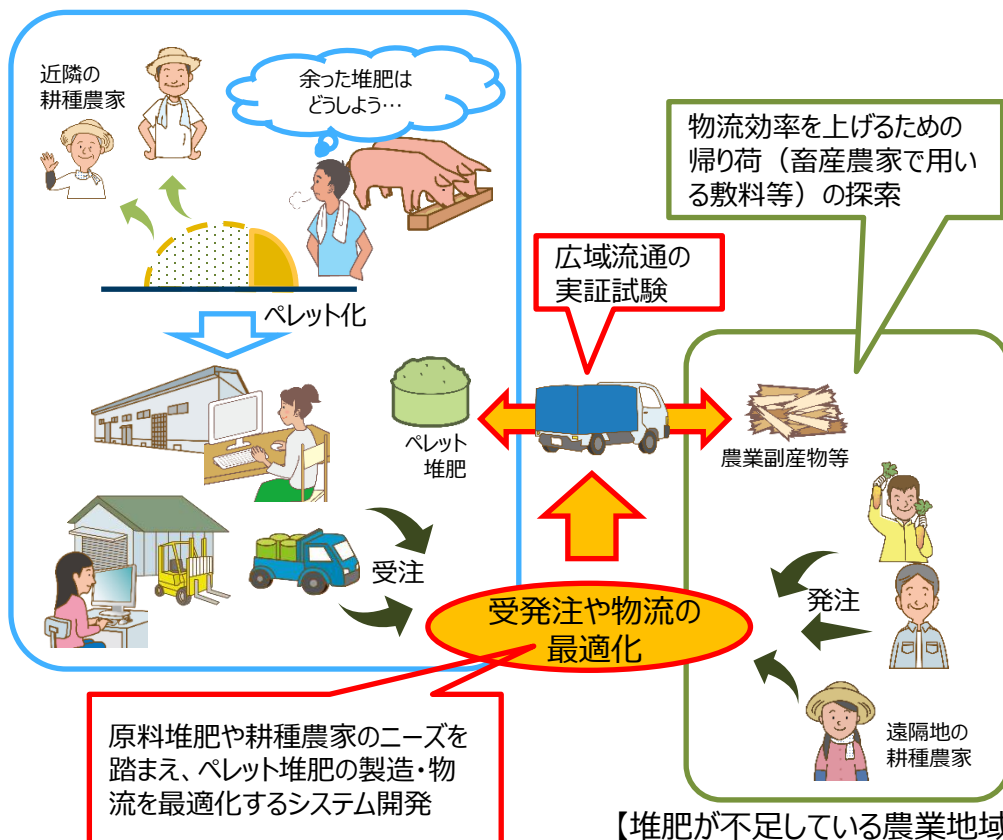 近隣の
耕種農家
余った堆肥は
どうしよう…
物流効率を上げるための
帰り荷（畜産農家で用い
る敷料等）の探索
広域流通の
実証試験
ペレット化
ペレット
堆肥
農業副産物等
受注
発注
受発注や物流の
最適化
遠隔地の
耕種農家
原料堆肥や耕種農家のニーズを
踏まえ、ペレット堆肥の製造・物
流を最適化するシステム開発
【堆肥が不足している農業地域